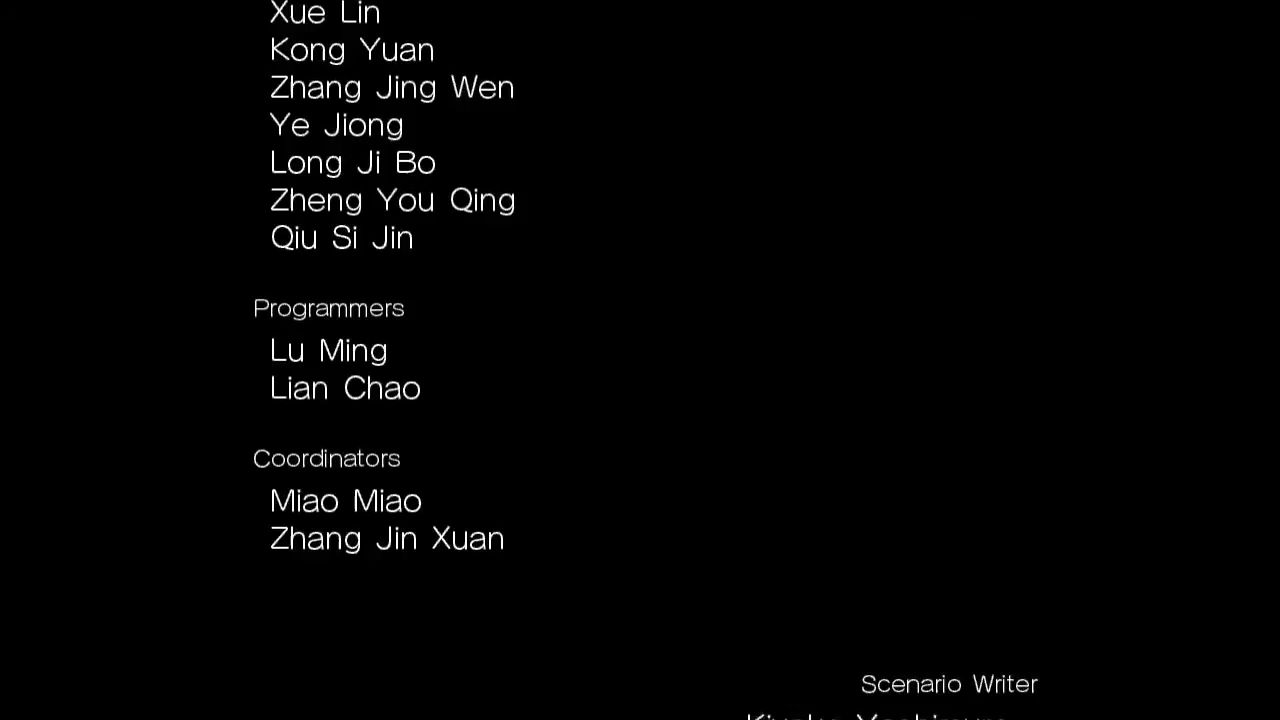 Xue Lin
Kong Yuan
Zhang Jing Wen
Ye Jiong
Long Ji Bo
Zheng You Qing
Qiu Si Jin
Programmers
Lu Ming
Lian Chao
Coordinators
Miao Miao
Zhang Jin Xuan
Scenario Writer